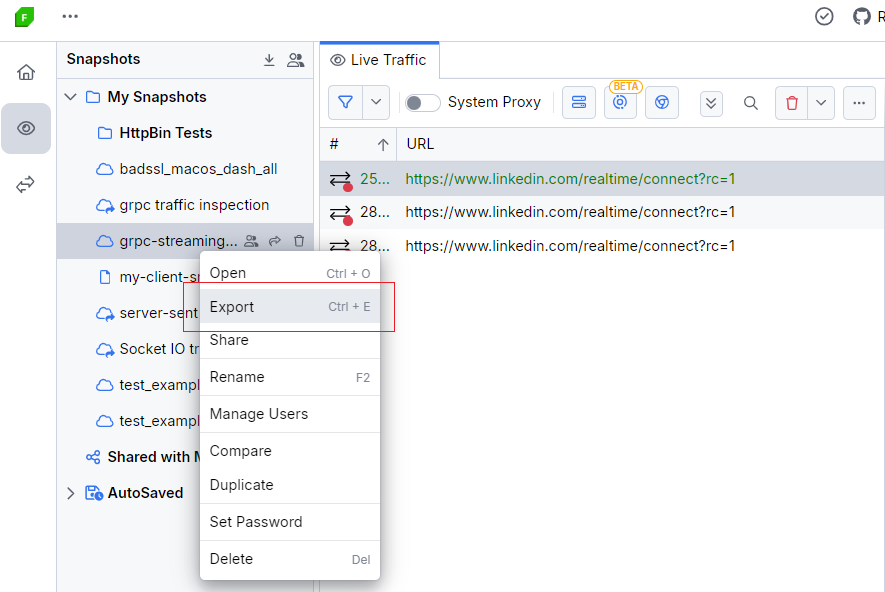 F
...
R
Snapshots
Live Traffic
My Snapshots
HttpBin Tests
badssl_macos_dash_all
grpc traffic inspection
grpc-streaming...
my-client-
server-sent
Socket IO
test_exampl
test_exampl
Shared with
AutoSaved
System Proxy
BETA
...
# URL
25... https://www.linkedin.com/realtime/connect?rc=1
28... https://www.linkedin.com/realtime/connect?rc=1
28... https://www.linkedin.com/realtime/connect?rc=1
Open Ctrl + O
Export Ctrl + E
Share
Rename F2
Manage Users
Compare
Duplicate
Set Password
Delete Del